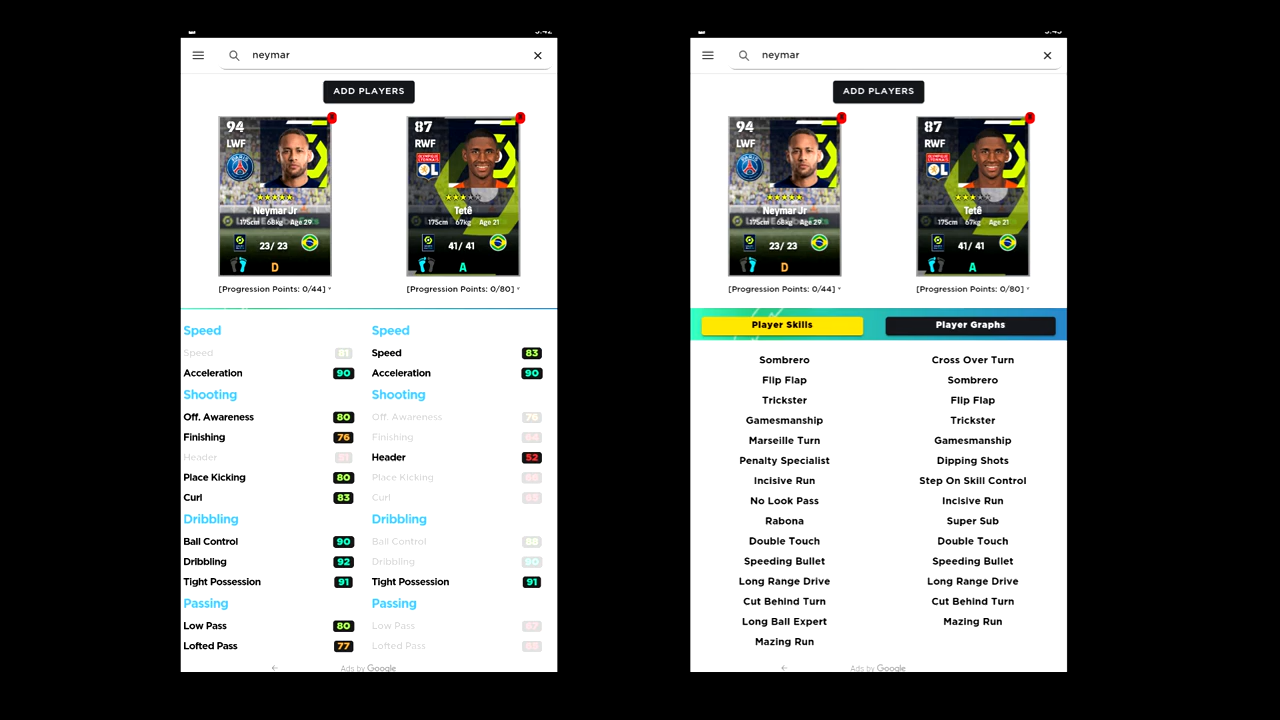 neymar
ADD PLAYERS
94 87
LWF RWF
Neymar Jr Tetê
175cm 68kg Age 29 175cm 67kg Age 21
23/ 23 41/ 41
D A
[Progression Points: 0/44] [Progression Points: 0/80]
Speed Speed
Speed 81 Speed 83
Acceleration 90 Acceleration 90
Shooting Shooting
Off. Awareness 80 Off. Awareness 76
Finishing 76 Finishing 64
Header Header 52
Place Kicking 80 Place Kicking
Curl 83 Curl
Dribbling Dribbling
Ball Control 90 Ball Control 88
Dribbling 92 Dribbling 90
Tight Possession 91 Tight Possession 91
Passing Passing
Low Pass 80 Low Pass 67
Lofted Pass 77 Lofted Pass
Ads by Google
neymar
ADD PLAYERS
94 87
LWF RWF
Neymar Jr Tetê
175cm 68kg Age 29 175cm 67kg Age 21
23/ 23 41/ 41
D A
[Progression Points: 0/44] [Progression Points: 0/80]
Player Skills Player Graphs
Sombrero Cross Over Turn
Flip Flap Sombrero
Trickster Flip Flap
Gamesmanship Trickster
Marseille Turn Gamesmanship
Penalty Specialist Dipping Shots
Incisive Run Step On Skill Control
No Look Pass Incisive Run
Rabona Super Sub
Double Touch Double Touch
Speeding Bullet Speeding Bullet
Long Range Drive Long Range Drive
Cut Behind Turn Cut Behind Turn
Long Ball Expert Mazing Run
Mazing Run
Ads by Google